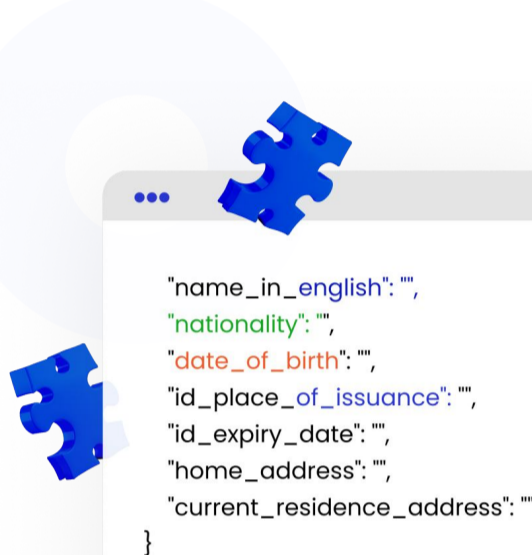 "name_in_english": "",
"nationality": "",
"date_of_birth": "",
"id_place_of_issuance": "",
"id_expiry_date": "",
"home_address": "",
"current_residence_address": ""
}